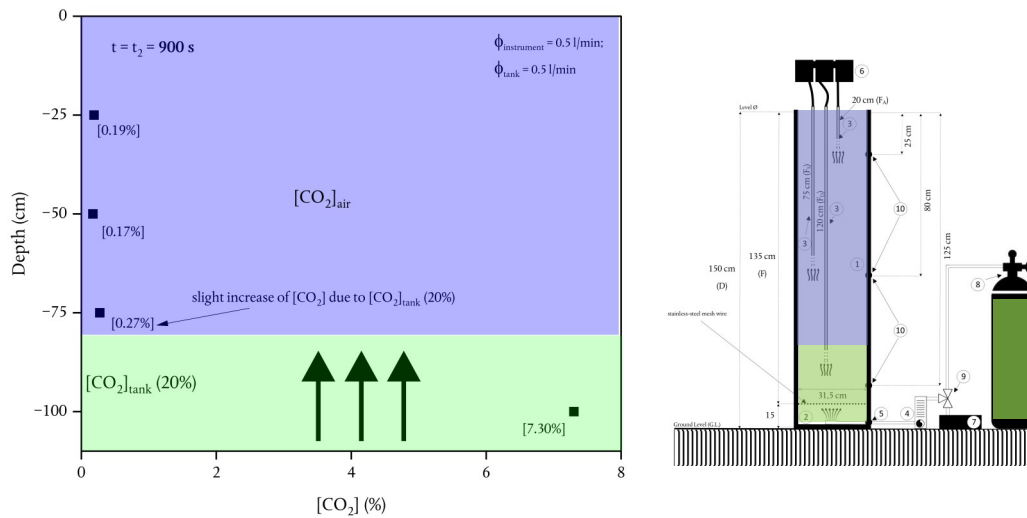 t = t₂ = 900 s
ϕinstrument = 0.5 l/min;
ϕtank = 0.5 l/min
0
−25
−50
−75
−100
Depth (cm)
[0.19%]
[0.17%]
[CO₂]air
slight increase of [CO₂] due to [CO₂]tank (20%)
[0.27%]
[CO₂]tank (20%)
[7.30%]
0
2
4
6
8
[CO₂] (%)
6
20 cm (FA)
Level Ø
3
25 cm
75 cm
120 cm
3
3
10
80 cm
1
135 cm
(F)
150 cm
(D)
125 cm
8
stainless-steel mesh wire
10
31,5 cm
9
15
2
5
4
7
Ground Level (G.L.)